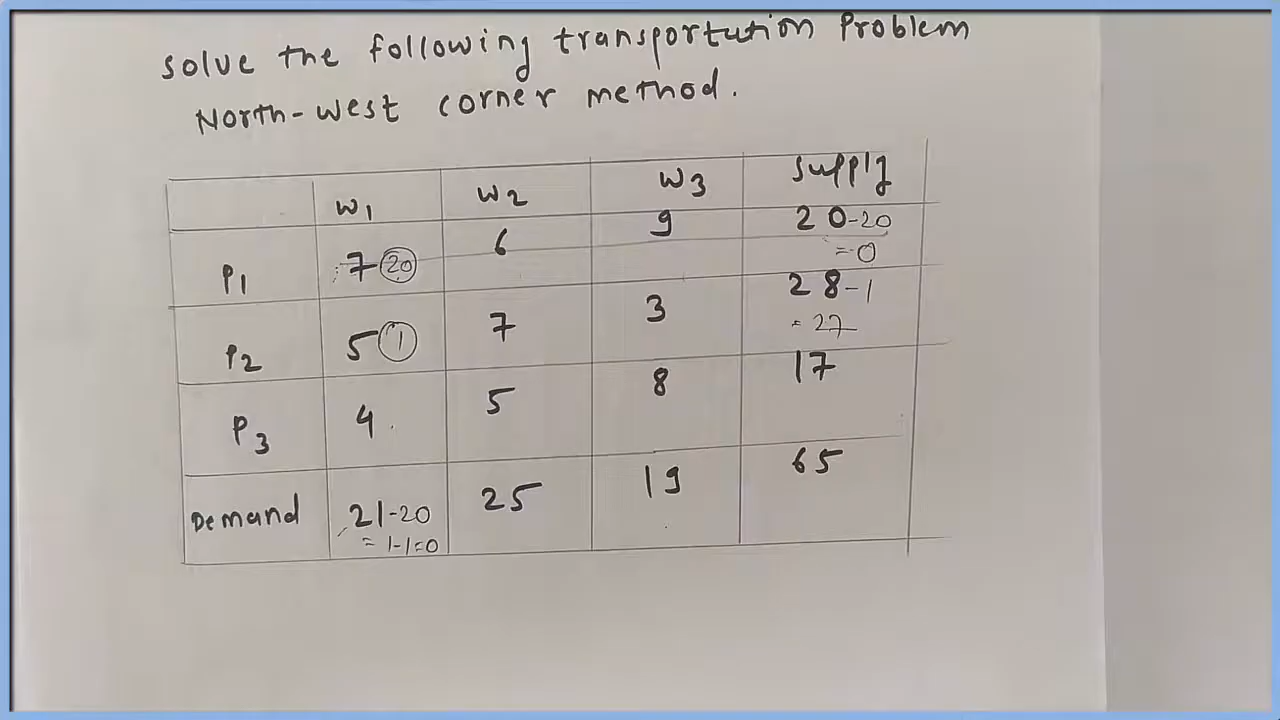 solve the following transportution Problem
North-west corner method.
W1 W2 W3 Supply
P1 7 20 6 9 20-20
=0
P2 5 1 7 3 28-1
=27
P3 4 5 8 17
Demand 21-20 25 19 65
=1-1=0